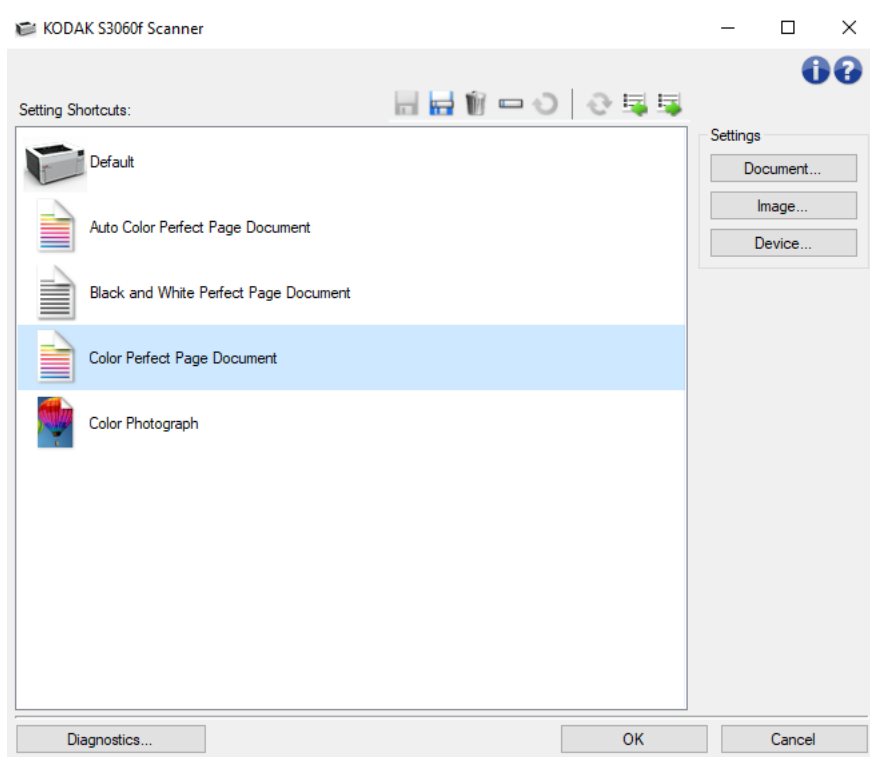 KODAK S3060f Scanner
Setting Shortcuts:
Default
Auto Color Perfect Page Document
Black and White Perfect Page Document
Color Perfect Page Document
Color Photograph
Settings
Document...
Image...
Device...
Diagnostics...
OK
Cancel